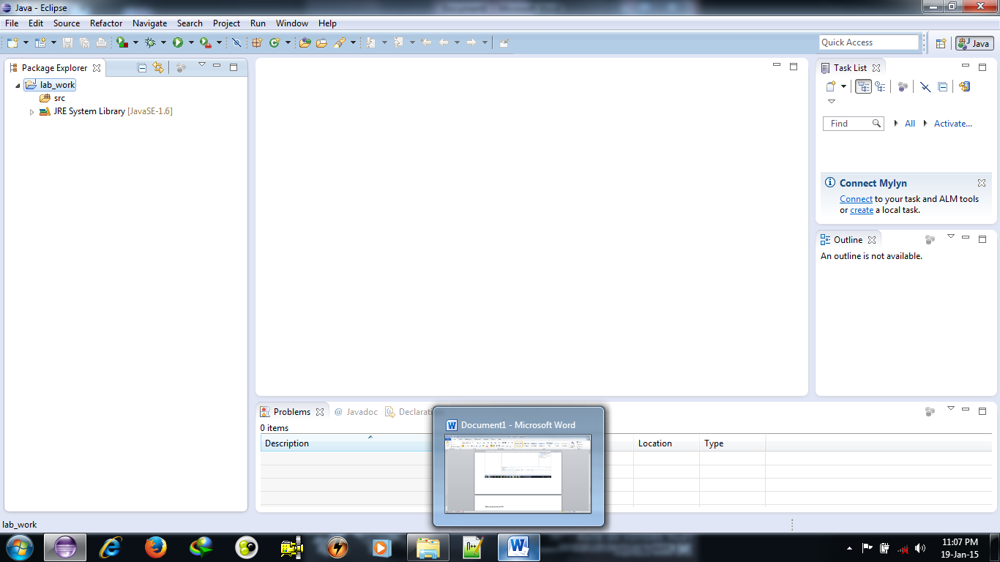 Java - Eclipse
File Edit Source Refactor Navigate Search Project Run Window Help
Quick Access
Java
Package Explorer
lab_work
src
JRE System Library [JavaSE-1.6]
Task List
Find
All
Activate...
Connect Mylyn
Connect to your task and ALM tools
or create a local task.
Outline
An outline is not available.
Problems @ Javadoc Declarati
0 items
Description Location Type
Document1 - Microsoft Word
lab_work
11:07 PM
19-Jan-15